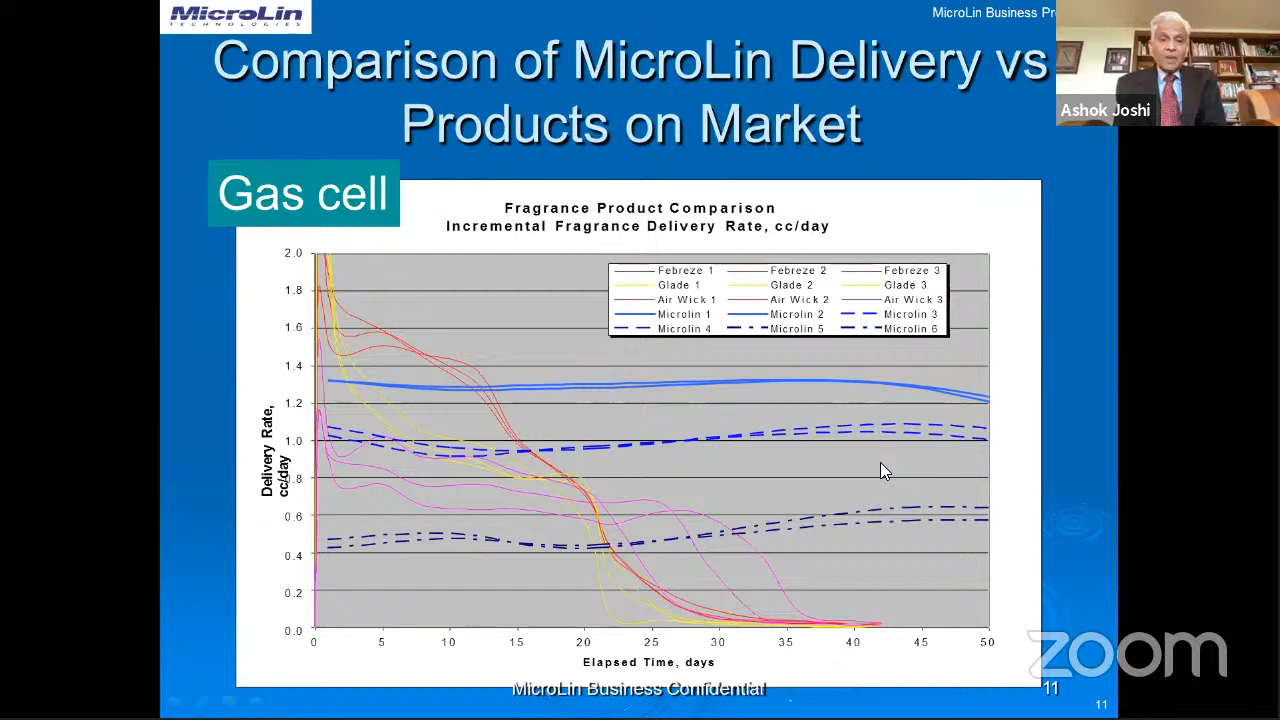 MicroLin
TECHNOLOGIES
MicroLin Business Pr
Ashok Joshi
Comparison of MicroLin Delivery vs
Products on Market
Gas cell
Fragrance Product Comparison
Incremental Fragrance Delivery Rate, cc/day
Febreze 1 Febreze 2 Febreze 3
Glade 1 Glade 2 Glade 3
Air Wick 1 Air Wick 2 Air Wick 3
Microlin 1 Microlin 2 Microlin 3
Microlin 4 Microlin 5 Microlin 6
Delivery Rate,
cc/day
2.0
1.8
1.6
1.4
1.2
1.0
0.8
0.6
0.4
0.2
0.0
0 5 10 15 20 25 30 35 40 45 50
Elapsed Time, days
MicroLin Business Confidential 11
11
zoom